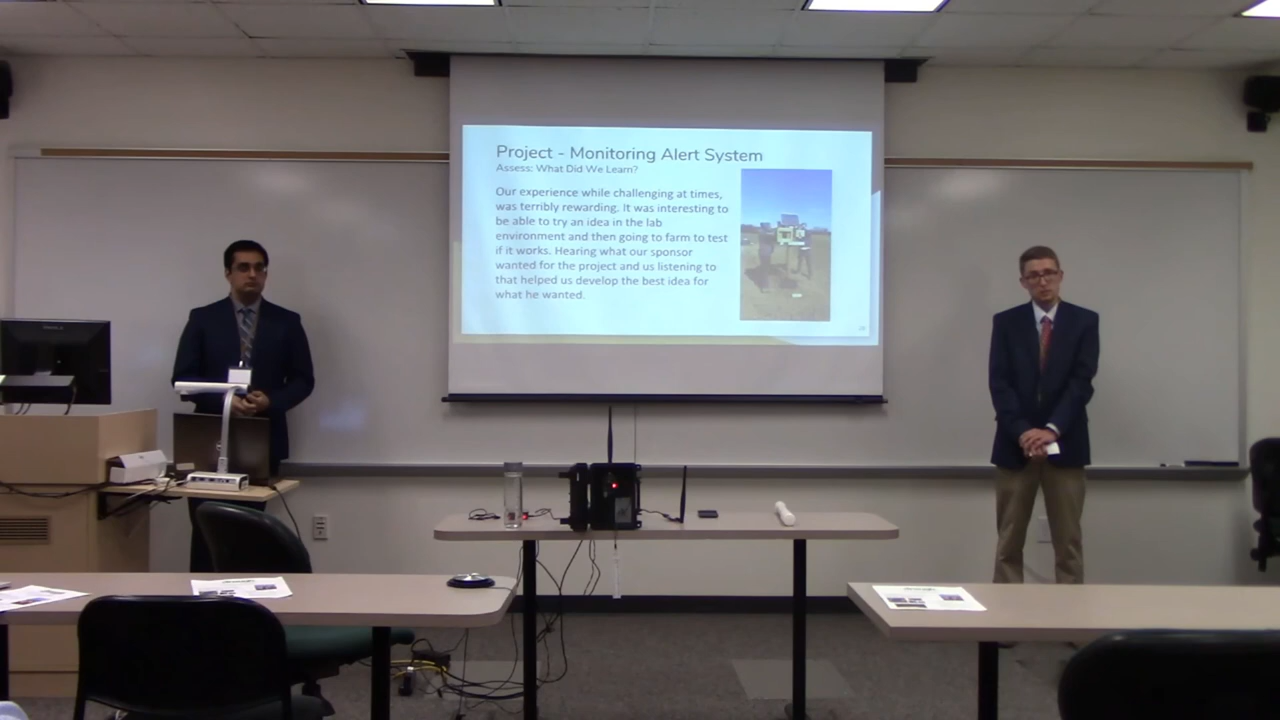 Project - Monitoring Alert System
Assess: What Did We Learn?
Our experience while challenging at times,
was terribly rewarding. It was interesting to
be able to try an idea in the lab
environment and then going to farm to test
if it works. Hearing what our sponsor
wanted for the project and us listening to
that helped us develop the best idea for
what he wanted.